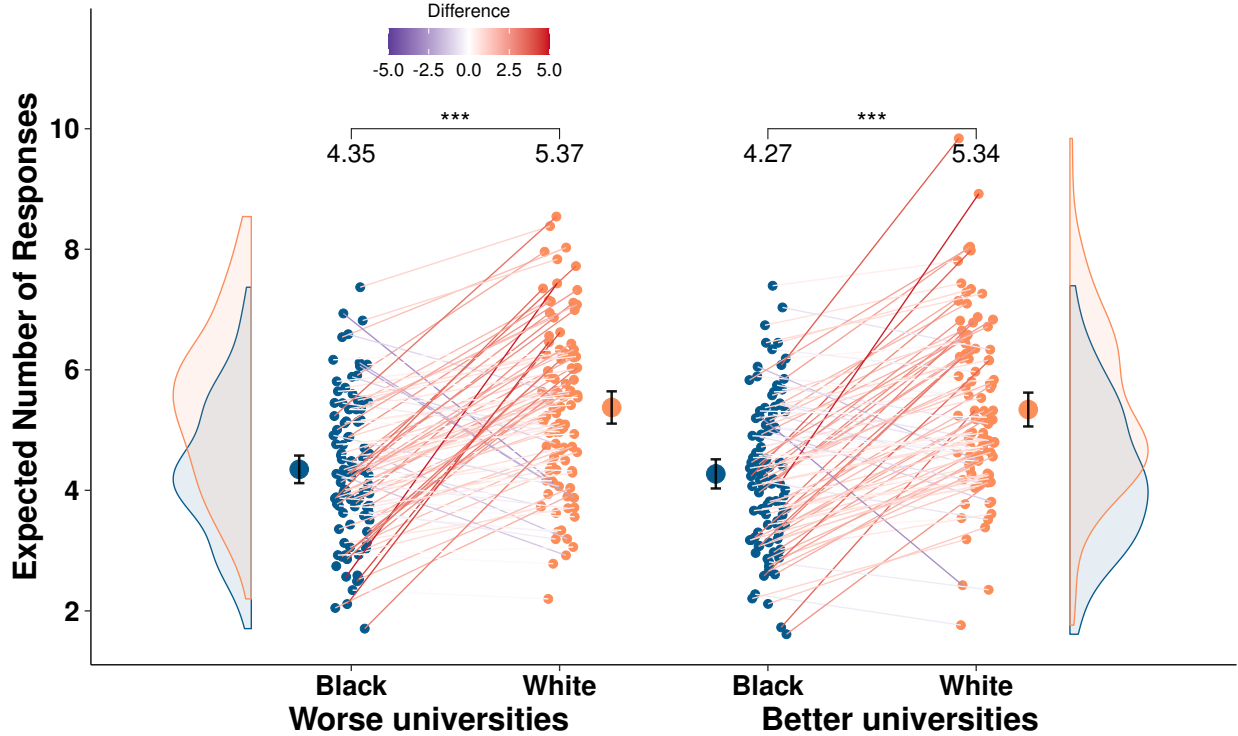 Difference
-5.0 -2.5 0.0 2.5 5.0
Expected Number of Responses
10
8
6
4
2
*** ***
4.35 5.37 4.27 5.34
Black White Black White
Worse universities Better universities